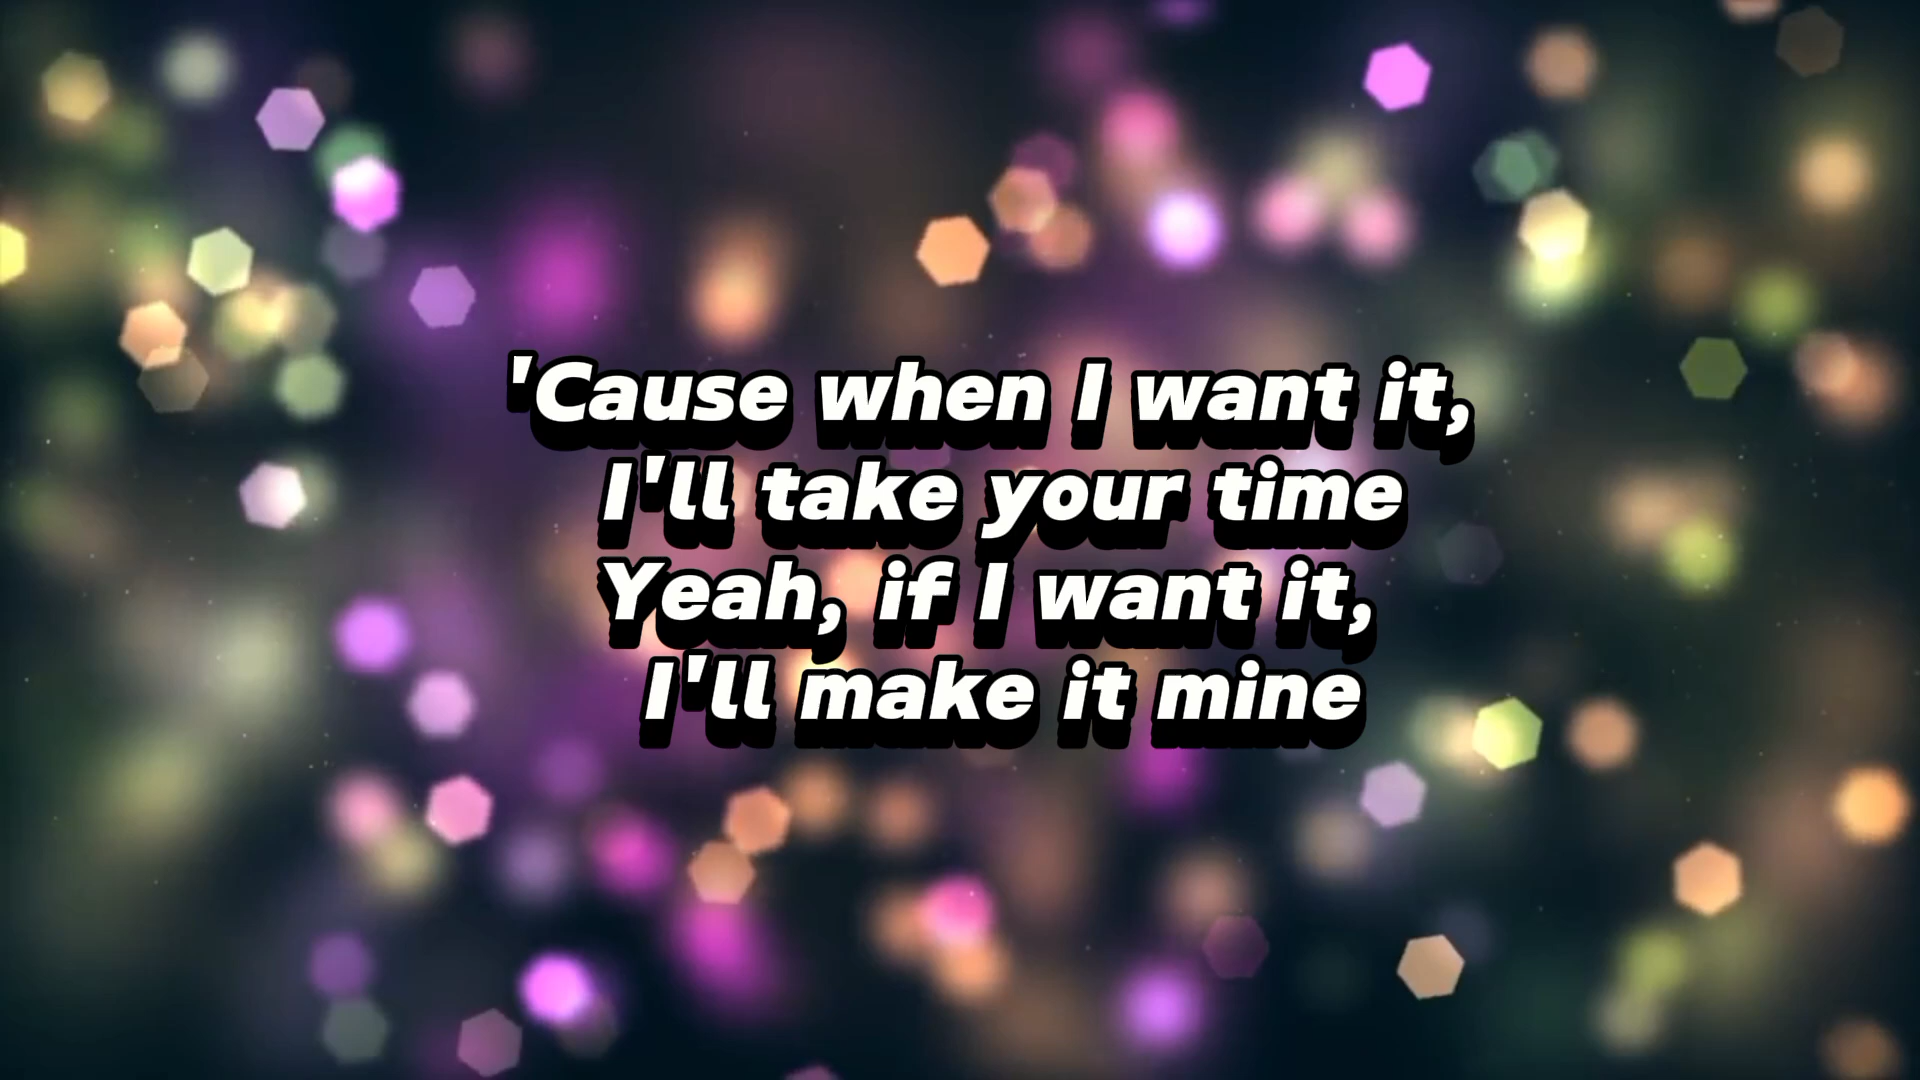 'Cause when I want it,
I'll take your time
Yeah, if I want it,
I'll make it mine